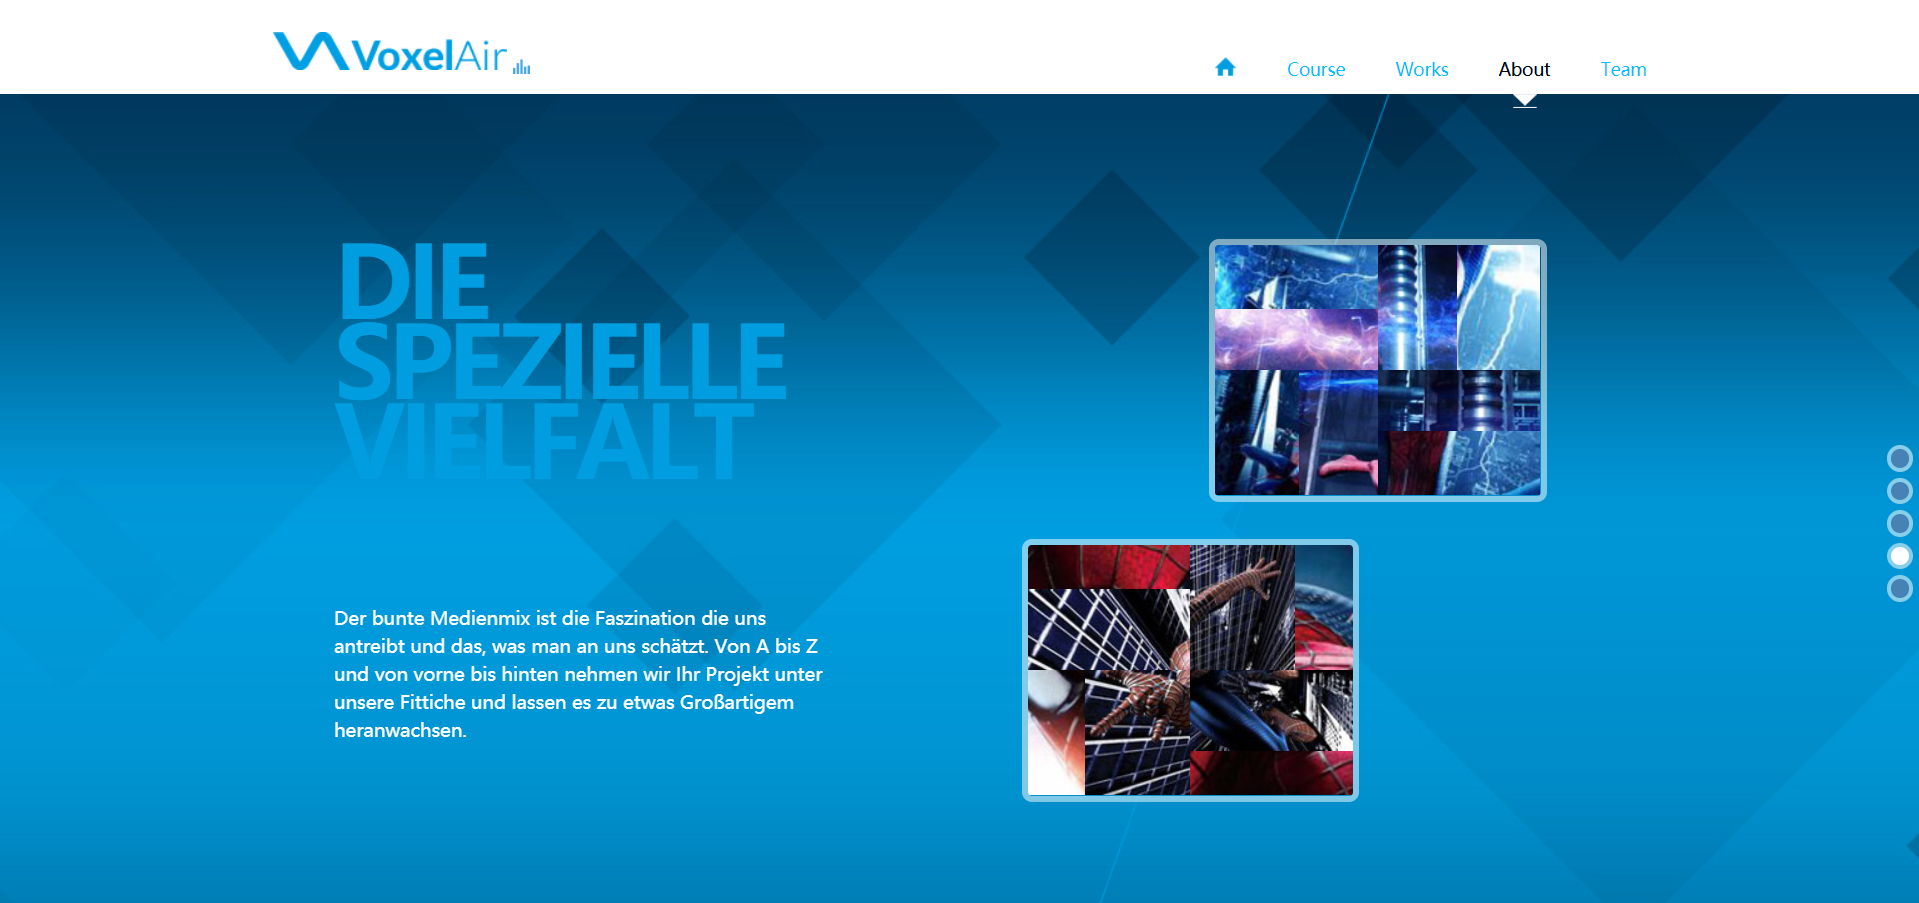 VoxelAir
Course
Works
About
Team
DIE
SPEZIELLE
VIELFALT
Der bunte Medienmix ist die Faszination die uns
antreibt und das, was man an uns schätzt. Von A bis Z
und von vorne bis hinten nehmen wir Ihr Projekt unter
unsere Fittiche und lassen es zu etwas Großartigem
heranwachsen.